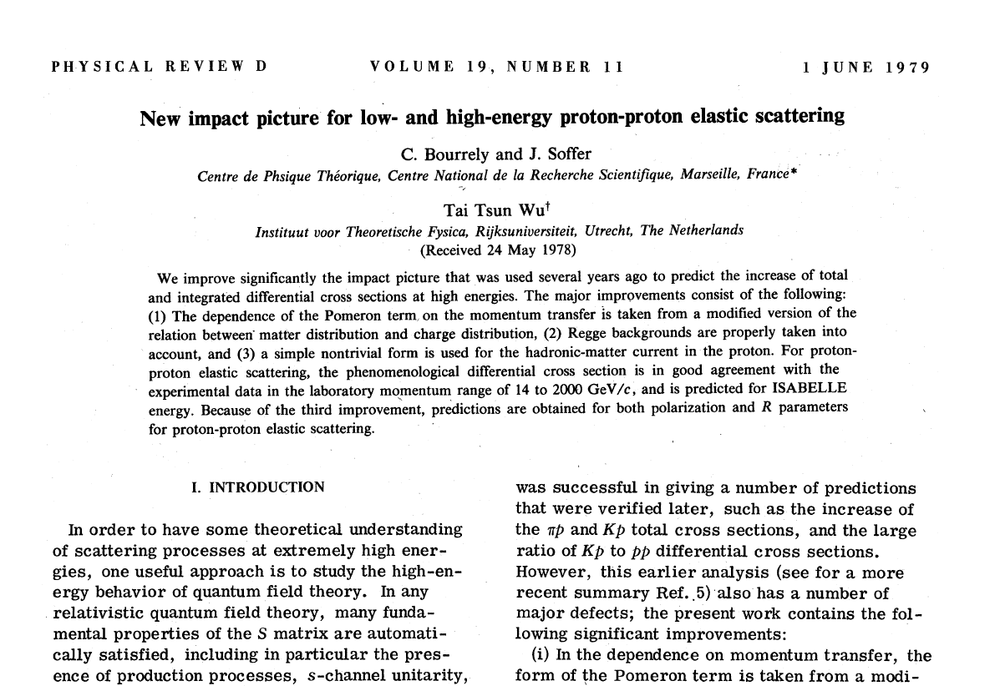 PHYSICAL REVIEW D VOLUME 19, NUMBER 11 1 JUNE 1979
New impact picture for low- and high-energy proton-proton elastic scattering
C. Bourrely and J. Soffer
Centre de Phsique Théorique, Centre National de la Recherche Scientifique, Marseille, France*
Tai Tsun Wu†
Instituut voor Theoretische Fysica, Rijksuniversiteit, Utrecht, The Netherlands
(Received 24 May 1978)
We improve significantly the impact picture that was used several years ago to predict the increase of total
and integrated differential cross sections at high energies. The major improvements consist of the following:
(1) The dependence of the Pomeron term on the momentum transfer is taken from a modified version of the
relation between matter distribution and charge distribution, (2) Regge backgrounds are properly taken into
account, and (3) a simple nontrivial form is used for the hadronic-matter current in the proton. For proton-
proton elastic scattering, the phenomenological differential cross section is in good agreement with the
experimental data in the laboratory momentum range of 14 to 2000 GeV/c, and is predicted for ISABELLE
energy. Because of the third improvement, predictions are obtained for both polarization and R parameters
for proton-proton elastic scattering.
I. INTRODUCTION
In order to have some theoretical understanding
of scattering processes at extremely high ener-
gies, one useful approach is to study the high-en-
ergy behavior of quantum field theory. In any
relativistic quantum field theory, many funda-
mental properties of the S matrix are automati-
cally satisfied, including in particular the pres-
ence of production processes, s-channel unitarity,
was successful in giving a number of predictions
that were verified later, such as the increase of
the πp and Kp total cross sections, and the large
ratio of Kp to pp differential cross sections.
However, this earlier analysis (see for a more
recent summary Ref. 5) also has a number of
major defects; the present work contains the fol-
lowing significant improvements:
(i) In the dependence on momentum transfer, the
form of the Pomeron term is taken from a modi-